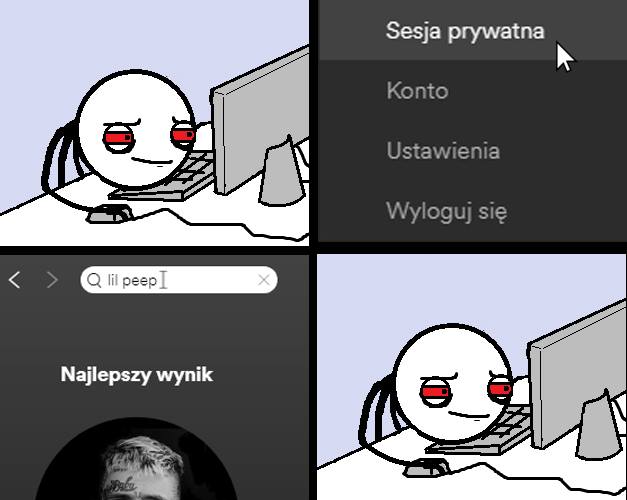 Sesja prywatna
Konto
Ustawienia
Wyloguj się
lil peep
Najlepszy wynik